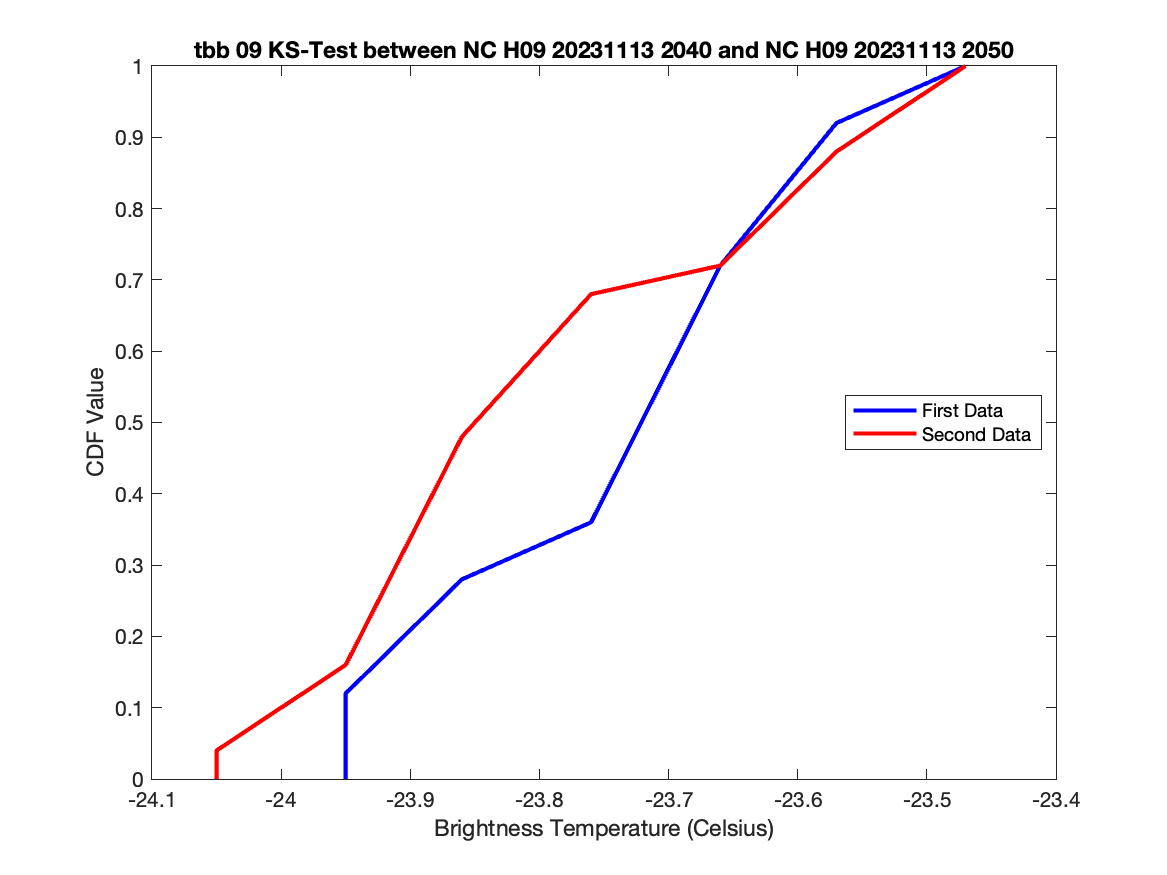 tbb 09 KS-Test between NC H09 20231113 2040 and NC H09 20231113 2050
1
0.9
0.8
0.7
0.6
0.5
0.4
0.3
0.2
0.1
0
CDF Value
First Data
Second Data
-24.1 -24 -23.9 -23.8 -23.7 -23.6 -23.5 -23.4
Brightness Temperature (Celsius)